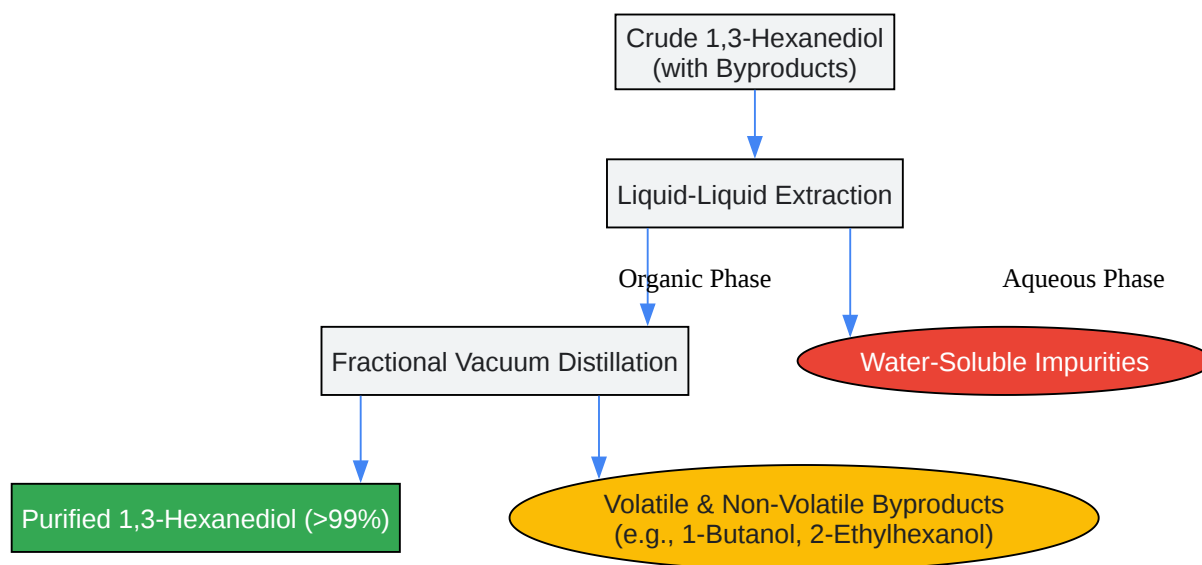 Crude 1,3-Hexanediol
(with Byproducts)
Liquid-Liquid Extraction
Organic Phase
Aqueous Phase
Fractional Vacuum Distillation
Water-Soluble Impurities
Purified 1,3-Hexanediol (>99%)
Volatile & Non-Volatile Byproducts
(e.g., 1-Butanol, 2-Ethylhexanol)